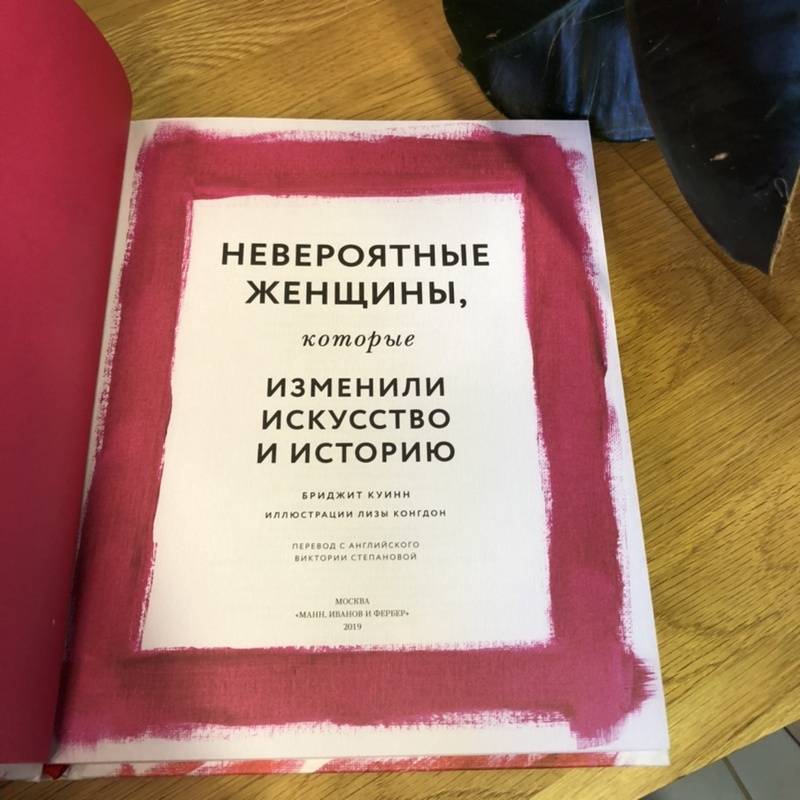 НЕВЕРОЯТНЫЕ
ЖЕНЩИНЫ,
которые
ИЗМЕНИЛИ
ИСКУССТВО
И ИСТОРИЮ
БРИДЖИТ КУИНН
ИЛЛЮСТРАЦИИ ЛИЗЫ КОНГДОН
ПЕРЕВОД С АНГЛИЙСКОГО
ВИКТОРИИ СТЕПАНОВОЙ
МОСКВА
«МАНН, ИВАНОВ И ФЕРБЕР»
2019